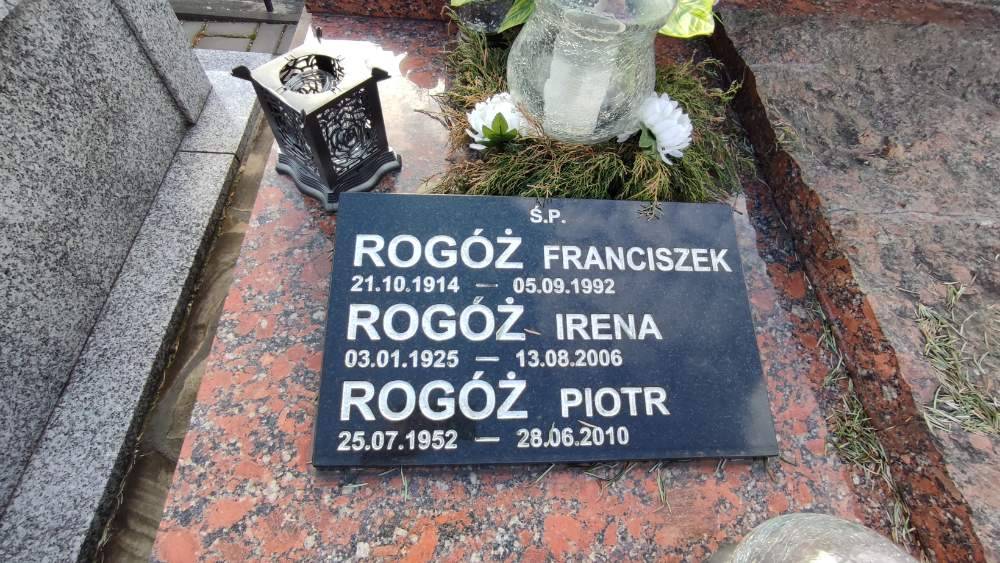 Ś.P.
ROGÓŻ FRANCISZEK
21.10.1914 — 05.09.1992
ROGÓŻ IRENA
03.01.1925 — 13.08.2006
ROGÓŻ PIOTR
25.07.1952 — 28.06.2010